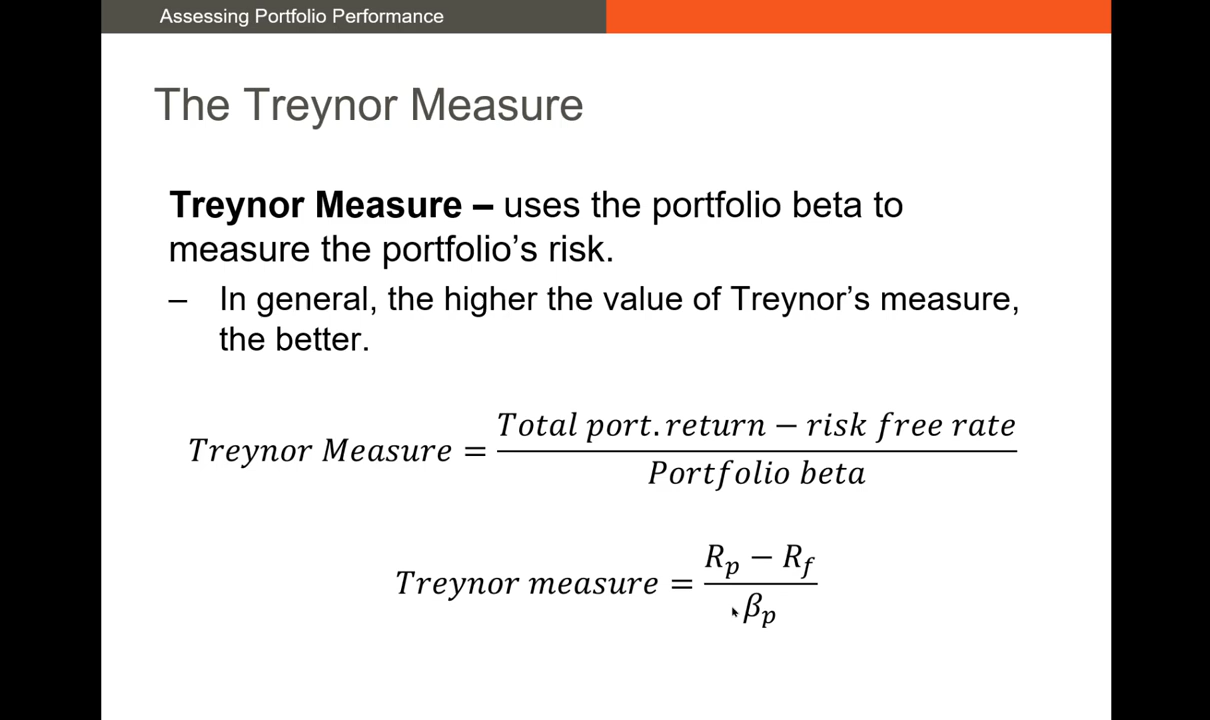 Assessing Portfolio Performance
The Treynor Measure
Treynor Measure – uses the portfolio beta to
measure the portfolio’s risk.
– In general, the higher the value of Treynor’s measure,
the better.
Treynor Measure = (Total port. return − risk free rate) / (Portfolio beta)
Treynor measure = (Rₚ − R_f) / βₚ